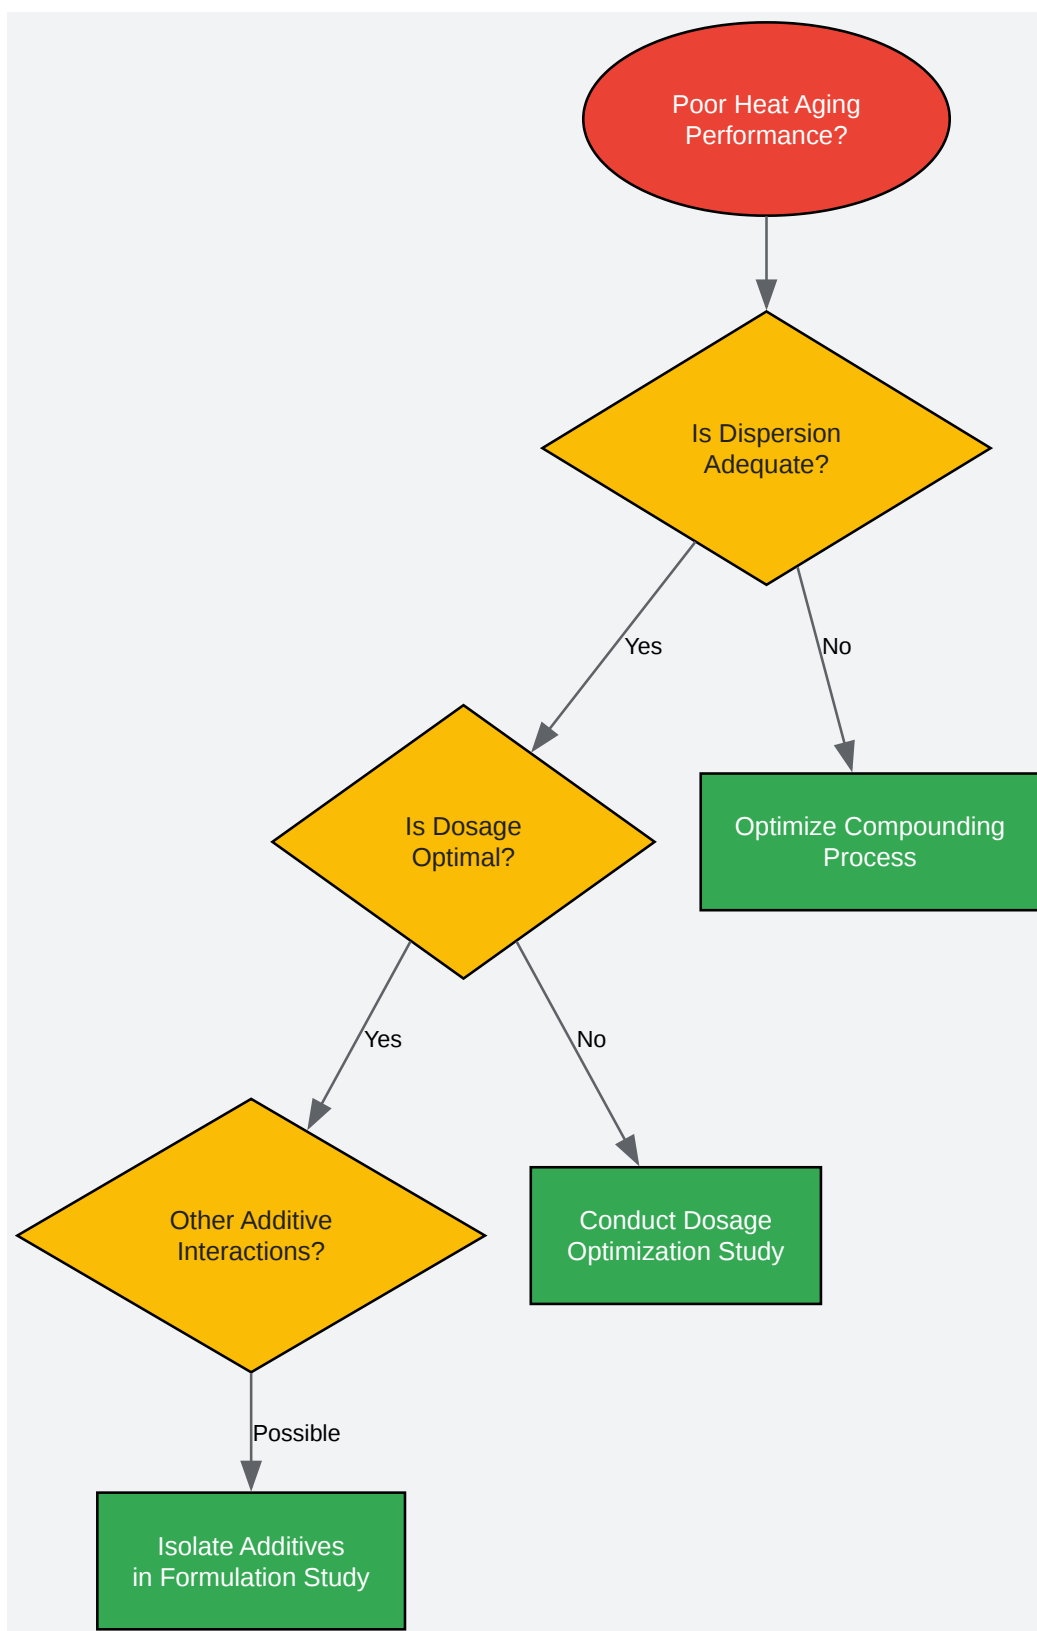 Poor Heat Aging
Performance?
Is Dispersion
Adequate?
Yes
No
Is Dosage
Optimal?
Optimize Compounding
Process
Yes
No
Other Additive
Interactions?
Conduct Dosage
Optimization Study
Possible
Isolate Additives
in Formulation Study